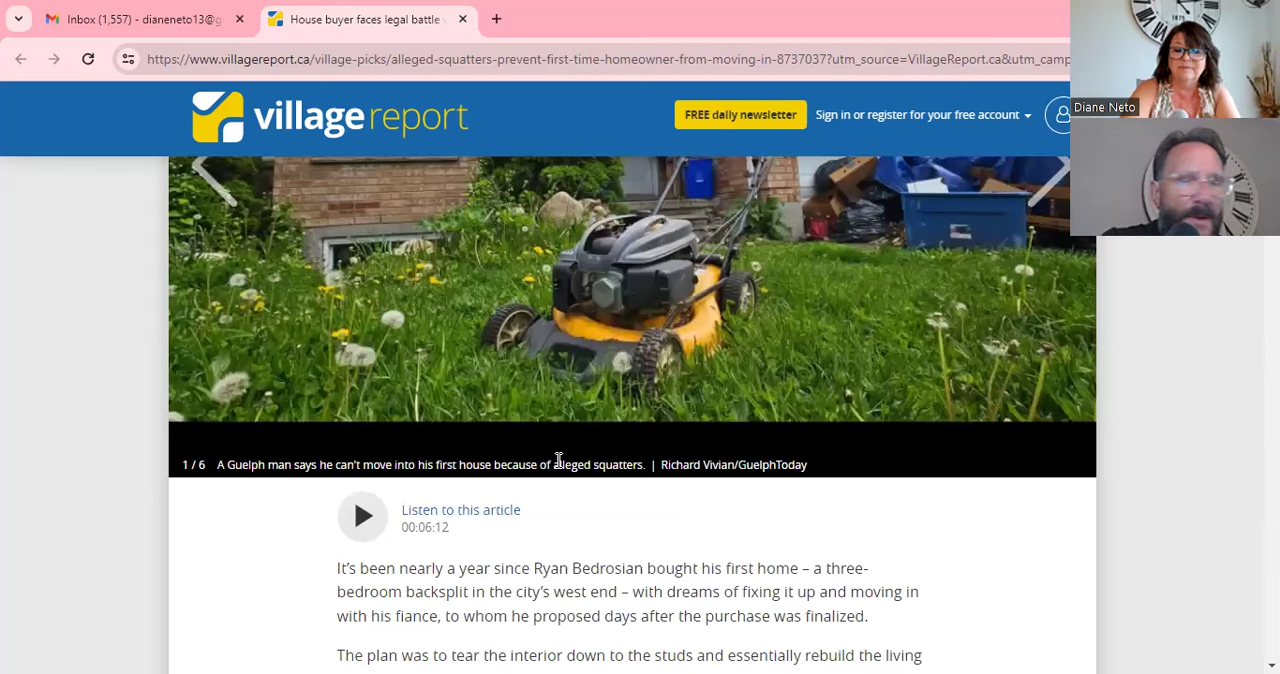 Inbox (1,557) - dianeneto13@g
House buyer faces legal battle
https://www.villagereport.ca/village-picks/alleged-squatters-prevent-first-time-homeowner-from-moving-in-8737037?utm_source=VillageReport.ca&utm_camp
village report
FREE daily newsletter
Sign in or register for your free account
Diane Neto
1 / 6 A Guelph man says he can't move into his first house because of alleged squatters. | Richard Vivian/GuelphToday
Listen to this article
00:06:12
It's been nearly a year since Ryan Bedrosian bought his first home – a three-
bedroom backsplit in the city's west end – with dreams of fixing it up and moving in
with his fiance, to whom he proposed days after the purchase was finalized.
The plan was to tear the interior down to the studs and essentially rebuild the living